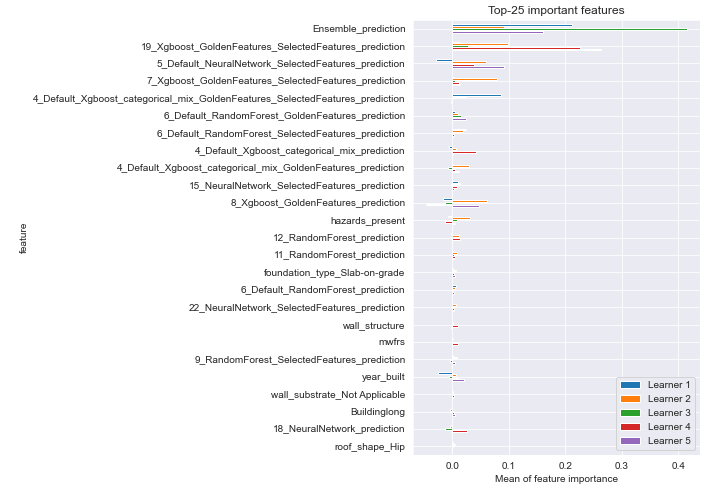 Top-25 important features
Ensemble_prediction
19_Xgboost_GoldenFeatures_SelectedFeatures_prediction
5_Default_NeuralNetwork_SelectedFeatures_prediction
7_Xgboost_GoldenFeatures_SelectedFeatures_prediction
4_Default_Xgboost_categorical_mix_GoldenFeatures_SelectedFeatures_prediction
6_Default_RandomForest_GoldenFeatures_prediction
6_Default_RandomForest_SelectedFeatures_prediction
4_Default_Xgboost_categorical_mix_prediction
4_Default_Xgboost_categorical_mix_GoldenFeatures_prediction
15_NeuralNetwork_SelectedFeatures_prediction
8_Xgboost_GoldenFeatures_prediction
hazards_present
12_RandomForest_prediction
11_RandomForest_prediction
foundation_type_Slab-on-grade
6_Default_RandomForest_prediction
22_NeuralNetwork_SelectedFeatures_prediction
wall_structure
mwfrs
9_RandomForest_SelectedFeatures_prediction
year_built
wall_substrate_Not Applicable
Buildinglong
18_NeuralNetwork_prediction
roof_shape_Hip
feature
Learner 1
Learner 2
Learner 3
Learner 4
Learner 5
0.0 0.1 0.2 0.3 0.4
Mean of feature importance